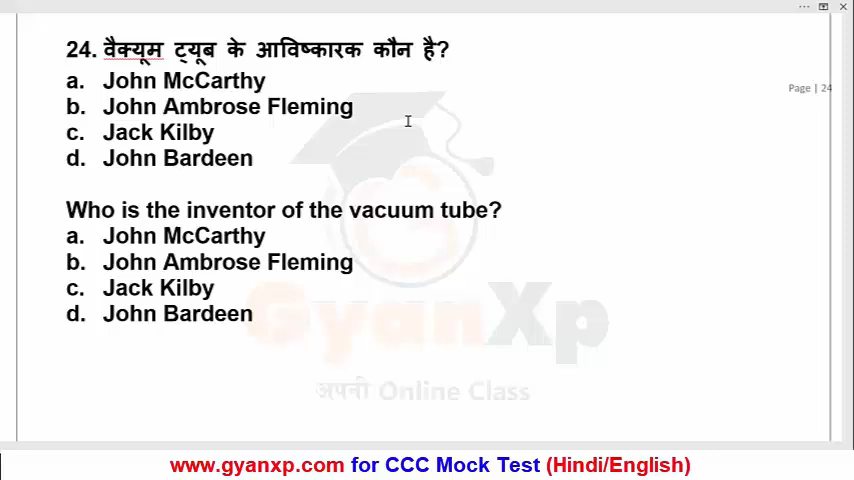 24. वैक्यूम ट्यूब के आविष्कारक कौन है?
a. John McCarthy
b. John Ambrose Fleming
c. Jack Kilby
d. John Bardeen
Page | 24
Who is the inventor of the vacuum tube?
a. John McCarthy
b. John Ambrose Fleming
c. Jack Kilby
d. John Bardeen
GyanXp
अपनी Online Class
www.gyanxp.com for CCC Mock Test (Hindi/English)